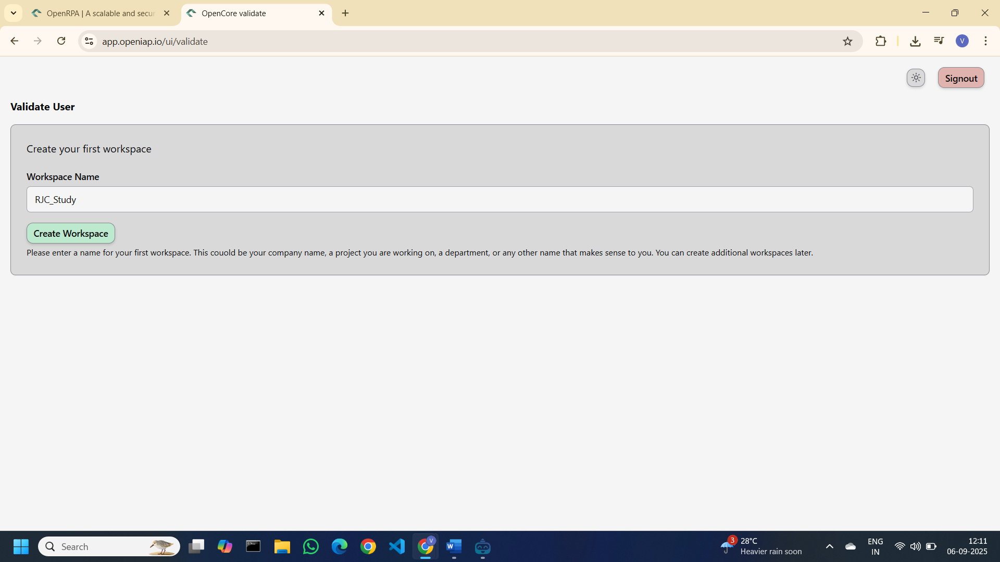 OpenRPA | A scalable and secur
OpenCore validate
app.openiap.io/ui/validate
V
Signout
Validate User
Create your first workspace
Workspace Name
RJC_Study
Create Workspace
Please enter a name for your first workspace. This couold be your company name, a project you are working on, a department, or any other name that makes sense to you. You can create additional workspaces later.
Search
V
W
3
28°C
Heavier rain soon
ENG
IN
12:11
06-09-2025